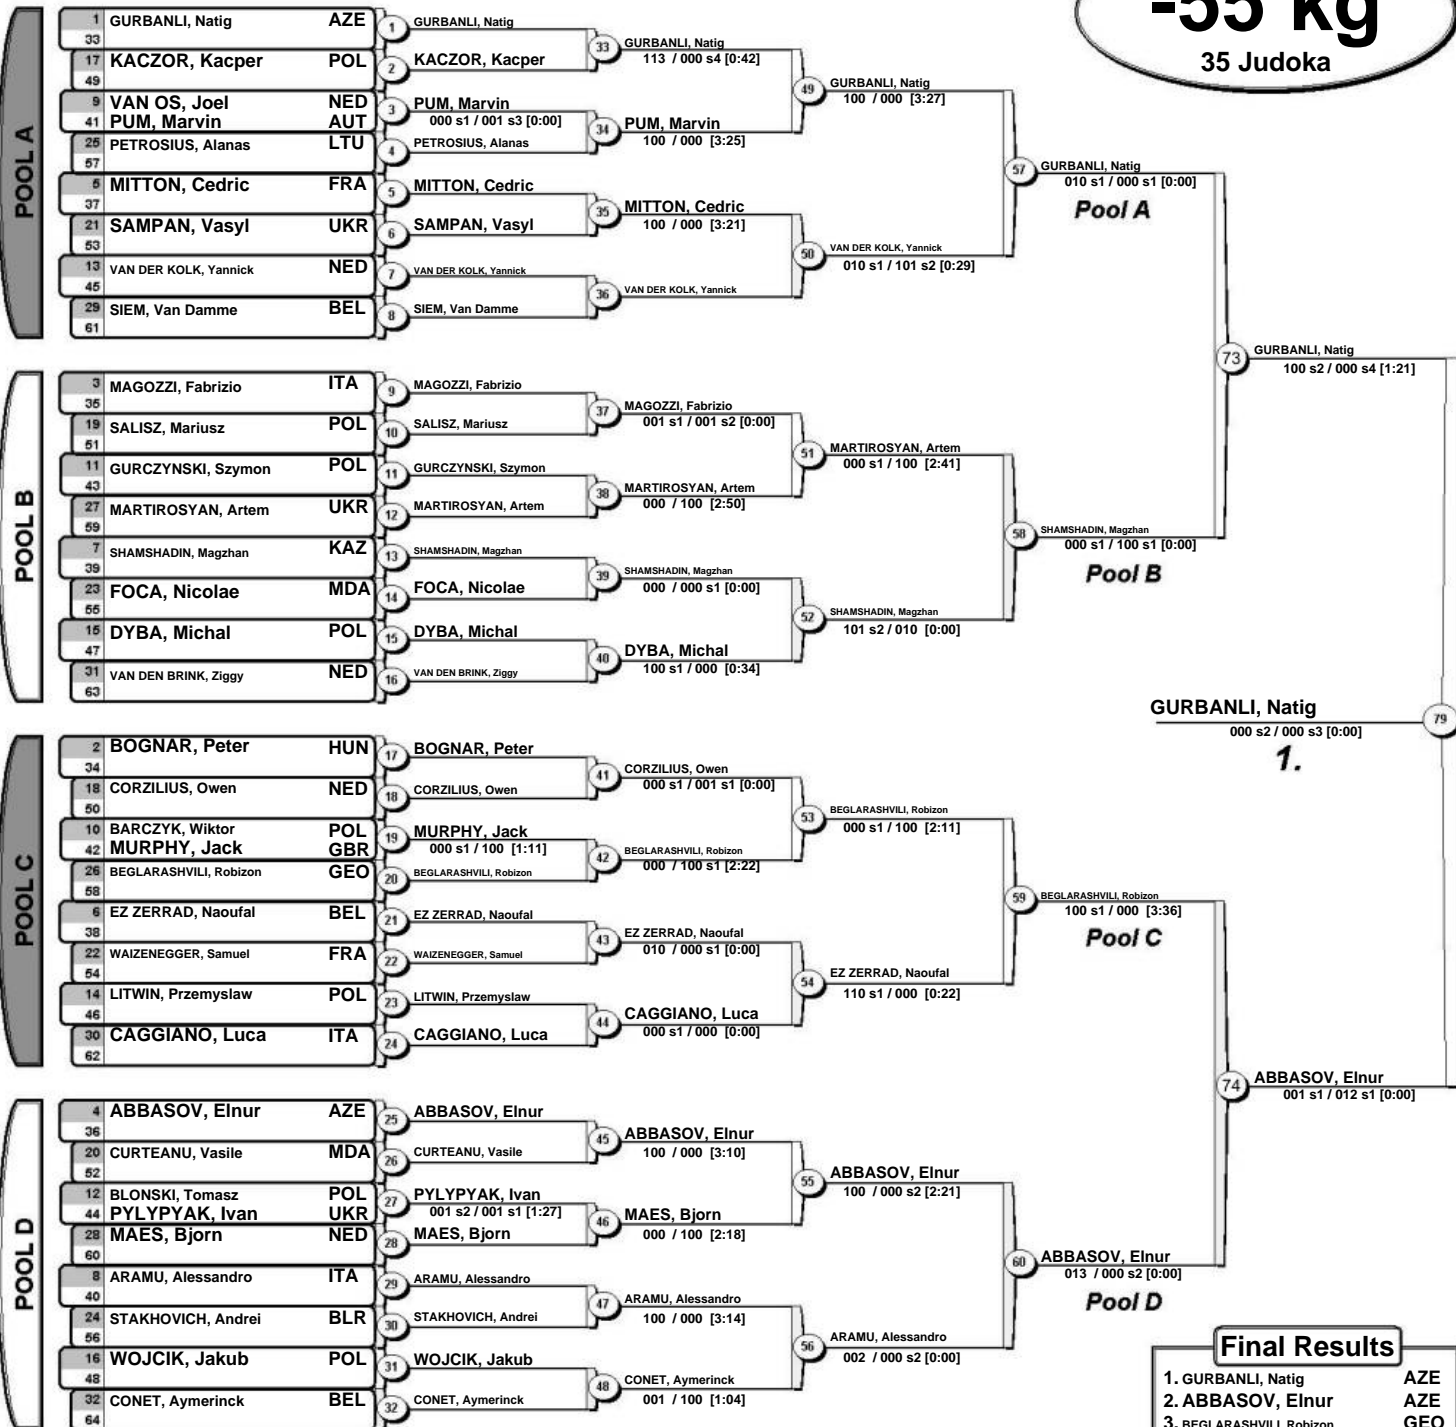 -55 kg
35 Judoka
POOL A
1 GURBANLI, Natig AZE
33
17 KACZOR, Kacper POL
49
9 VAN OS, Joel NED
41 PUM, Marvin AUT
25 PETROSIUS, Alanas LTU
57
5 MITTON, Cedric FRA
37
21 SAMPAN, Vasyl UKR
53
13 VAN DER KOLK, Yannick NED
45
29 SIEM, Van Damme BEL
61
1 GURBANLI, Natig
2 KACZOR, Kacper
3 PUM, Marvin
000 s1 / 001 s3 [0:00]
4 PETROSIUS, Alanas
5 MITTON, Cedric
6 SAMPAN, Vasyl
7 VAN DER KOLK, Yannick
8 SIEM, Van Damme
33 GURBANLI, Natig
113 / 000 s4 [0:42]
34 PUM, Marvin
100 / 000 [3:25]
35 MITTON, Cedric
100 / 000 [3:21]
36 VAN DER KOLK, Yannick
49 GURBANLI, Natig
100 / 000 [3:27]
50 VAN DER KOLK, Yannick
010 s1 / 101 s2 [0:29]
57 GURBANLI, Natig
010 s1 / 000 s1 [0:00]
Pool A
POOL B
3 MAGOZZI, Fabrizio ITA
35
19 SALISZ, Mariusz POL
51
11 GURCZYNSKI, Szymon POL
43
27 MARTIROSYAN, Artem UKR
59
7 SHAMSHADIN, Magzhan KAZ
39
23 FOCA, Nicolae MDA
55
15 DYBA, Michal POL
47
31 VAN DEN BRINK, Ziggy NED
63
9 MAGOZZI, Fabrizio
10 SALISZ, Mariusz
11 GURCZYNSKI, Szymon
12 MARTIROSYAN, Artem
13 SHAMSHADIN, Magzhan
14 FOCA, Nicolae
15 DYBA, Michal
16 VAN DEN BRINK, Ziggy
37 MAGOZZI, Fabrizio
001 s1 / 001 s2 [0:00]
38 MARTIROSYAN, Artem
000 / 100 [2:50]
39 SHAMSHADIN, Magzhan
000 / 000 s1 [0:00]
40 DYBA, Michal
100 s1 / 000 [0:34]
51 MARTIROSYAN, Artem
000 s1 / 100 [2:41]
52 SHAMSHADIN, Magzhan
101 s2 / 010 [0:00]
58 SHAMSHADIN, Magzhan
000 s1 / 100 s1 [0:00]
Pool B
73 GURBANLI, Natig
100 s2 / 000 s4 [1:21]
GURBANLI, Natig 79
000 s2 / 000 s3 [0:00]
1.
POOL C
2 BOGNAR, Peter HUN
34
18 CORZILIUS, Owen NED
50
10 BARCZYK, Wiktor POL
42 MURPHY, Jack GBR
26 BEGLARASHVILI, Robizon GEO
58
6 EZ ZERRAD, Naoufal BEL
38
22 WAIZENEGGER, Samuel FRA
54
14 LITWIN, Przemyslaw POL
46
30 CAGGIANO, Luca ITA
62
17 BOGNAR, Peter
18 CORZILIUS, Owen
19 MURPHY, Jack
000 s1 / 100 [1:11]
20 BEGLARASHVILI, Robizon
21 EZ ZERRAD, Naoufal
22 WAIZENEGGER, Samuel
23 LITWIN, Przemyslaw
24 CAGGIANO, Luca
41 CORZILIUS, Owen
000 s1 / 001 s1 [0:00]
42 BEGLARASHVILI, Robizon
000 / 100 s1 [2:22]
43 EZ ZERRAD, Naoufal
010 / 000 s1 [0:00]
44 CAGGIANO, Luca
000 s1 / 000 [0:00]
53 BEGLARASHVILI, Robizon
000 s1 / 100 [2:11]
54 EZ ZERRAD, Naoufal
110 s1 / 000 [0:22]
59 BEGLARASHVILI, Robizon
100 s1 / 000 [3:36]
Pool C
POOL D
4 ABBASOV, Elnur AZE
36
20 CURTEANU, Vasile MDA
52
12 BLONSKI, Tomasz POL
44 PYLYPYAK, Ivan UKR
28 MAES, Bjorn NED
60
8 ARAMU, Alessandro ITA
40
24 STAKHOVICH, Andrei BLR
56
16 WOJCIK, Jakub POL
48
32 CONET, Aymerinck BEL
64
25 ABBASOV, Elnur
26 CURTEANU, Vasile
27 PYLYPYAK, Ivan
001 s2 / 001 s1 [1:27]
28 MAES, Bjorn
29 ARAMU, Alessandro
30 STAKHOVICH, Andrei
31 WOJCIK, Jakub
32 CONET, Aymerinck
45 ABBASOV, Elnur
100 / 000 [3:10]
46 MAES, Bjorn
000 / 100 [2:18]
47 ARAMU, Alessandro
100 / 000 [3:14]
48 CONET, Aymerinck
001 / 100 [1:04]
55 ABBASOV, Elnur
100 / 000 s2 [2:21]
56 ARAMU, Alessandro
002 / 000 s2 [0:00]
60 ABBASOV, Elnur
013 / 000 s2 [0:00]
Pool D
74 ABBASOV, Elnur
001 s1 / 012 s1 [0:00]
Final Results
1. GURBANLI, Natig AZE
2. ABBASOV, Elnur AZE
3. BEGLARASHVILI, Robizon GEO